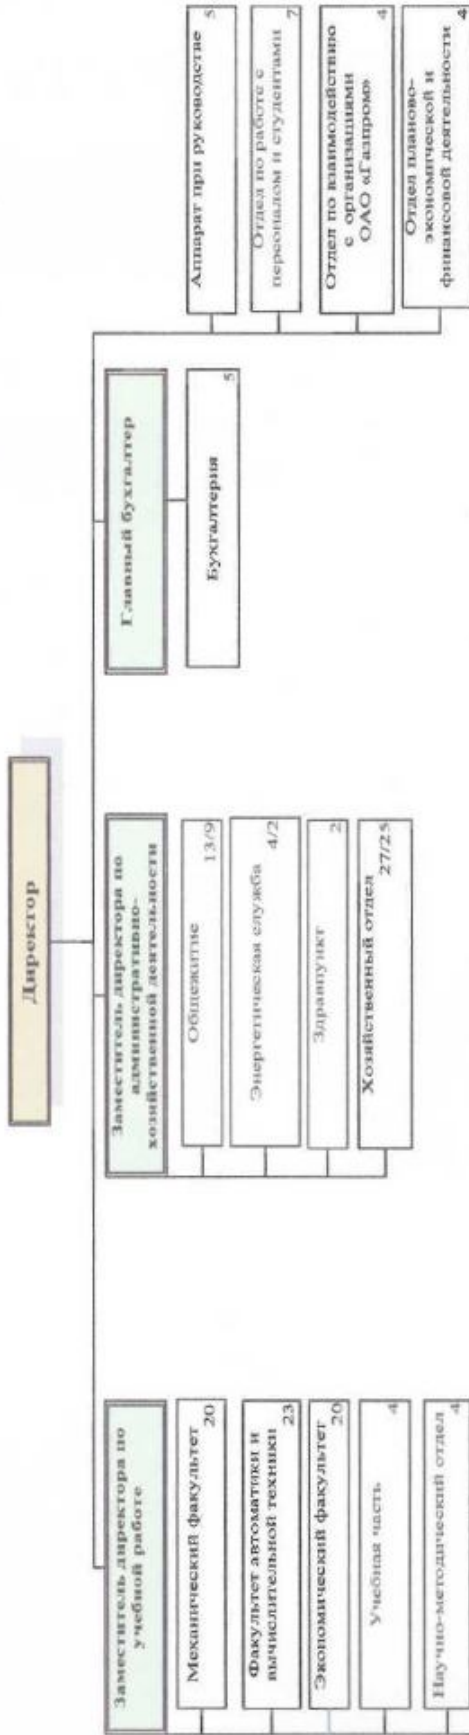 Директор
Заместитель директора по
учебной работе
Механический факультет
20
Факультет автоматики и
вычислительной техники
23
Экономический факультет
20
Учебная часть
4
Научно-методический отдел
4
Заместитель директора по
административно-
хозяйственной деятельности
Общежитие
13/9
Энергетическая служба
4/2
Здравпункт
2
Хозяйственный отдел
27/25
Главный бухгалтер
Бухгалтерия
5
Аппарат при руководстве
5
Отдел по работе с
персоналом и студентами
7
Отдел по взаимодействию
с организациями
ОАО «Газпром»
4
Отдел планово-
экономической и
финансовой деятельности
4